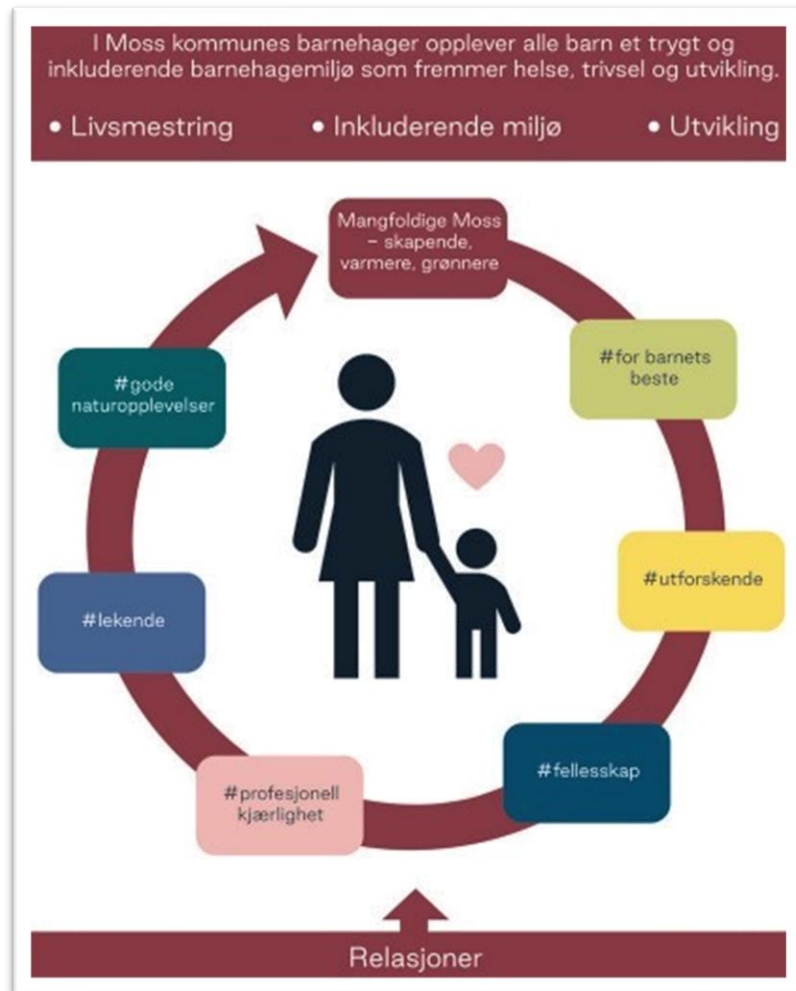 I Moss kommunes barnehager opplever alle barn et trygt og
inkluderende barnehagemiljø som fremmer helse, trivsel og utvikling.
• Livsmestring • Inkluderende miljø • Utvikling
Mangfoldige Moss
– skapende,
varmere, grønnere
#for barnets
beste
#utforskende
#fellesskap
#profesjonell
kjærlighet
#lekende
#gode
naturopplevelser
Relasjoner